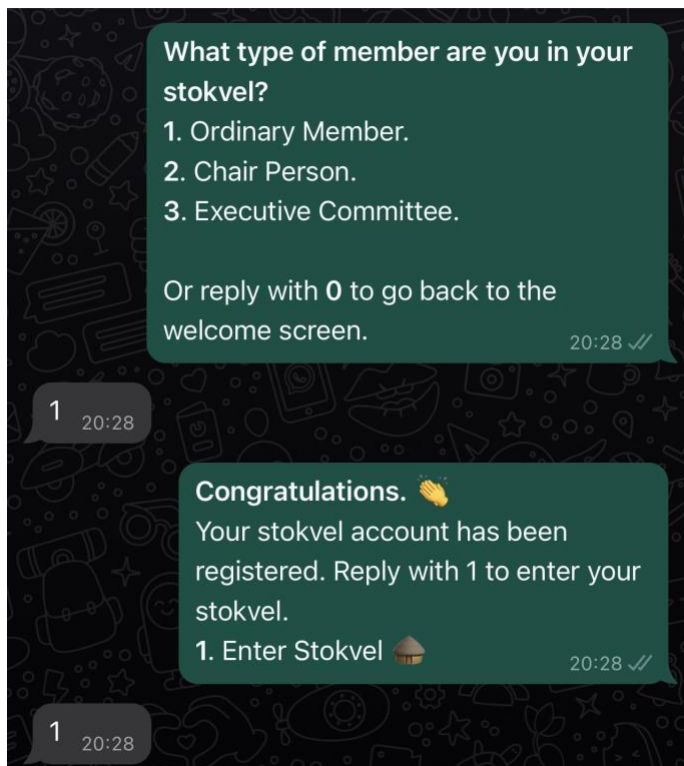 What type of member are you in your
stokvel?
1. Ordinary Member.
2. Chair Person.
3. Executive Committee.
Or reply with 0 to go back to the
welcome screen.
20:28
1
20:28
Congratulations. 👏
Your stokvel account has been
registered. Reply with 1 to enter your
stokvel.
1. Enter Stokvel 🛖
20:28
1
20:28